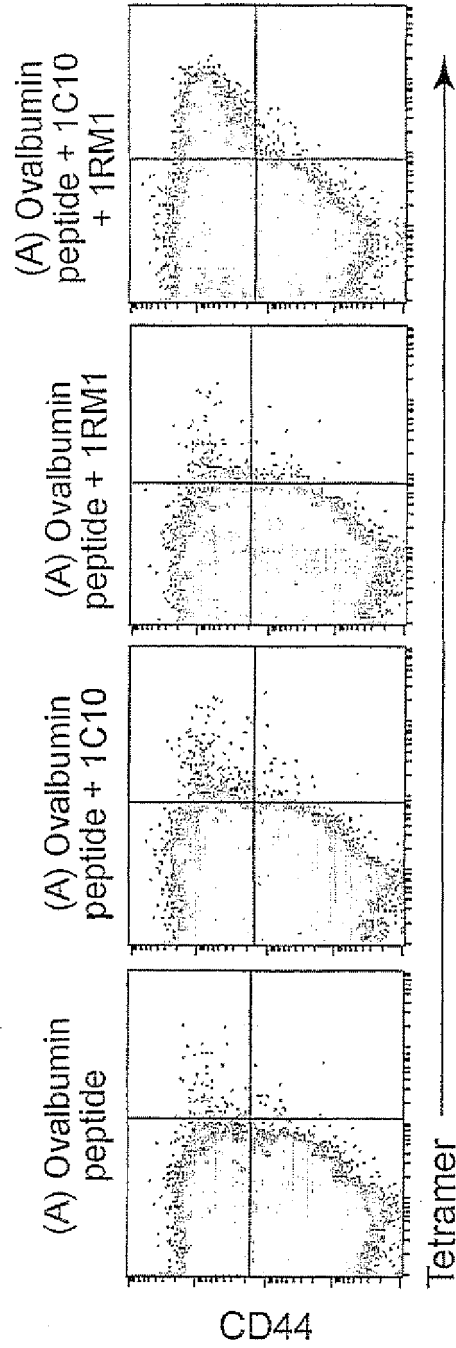 (A) Ovalbumin
peptide
(A) Ovalbumin
peptide + 1C10
(A) Ovalbumin
peptide + 1RM1
(A) Ovalbumin
peptide + 1C10
+ 1RM1
CD44
Tetramer